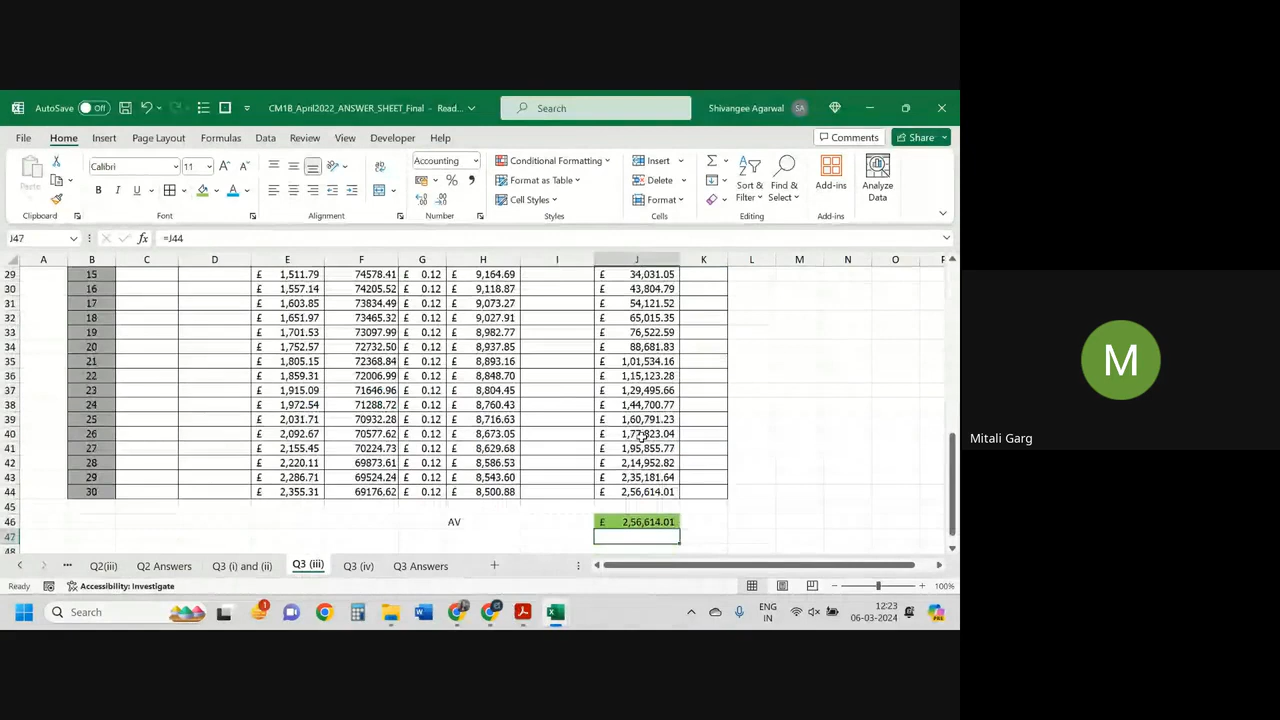 AutoSave Off CM1B_April2022_ANSWER_SHEET_Final - Read... Search Shivangee Agarwal SA
File Home Insert Page Layout Formulas Data Review View Developer Help Comments Share
Paste Calibri 11 Accounting Conditional Formatting Insert
B I U Format as Table Delete Sort & Filter Find & Select Add-ins Analyze Data
Cell Styles Format
Clipboard Font Alignment Number Styles Cells Editing Add-ins
J47 fx =J44
A B C D E F G H I J K L M N O P
29 15 £ 1,511.79 74578.41 £ 0.12 £ 9,164.69 £ 34,031.05
30 16 £ 1,557.14 74205.52 £ 0.12 £ 9,118.87 £ 43,804.79
31 17 £ 1,603.85 73834.49 £ 0.12 £ 9,073.27 £ 54,121.52
32 18 £ 1,651.97 73465.32 £ 0.12 £ 9,027.91 £ 65,015.35
33 19 £ 1,701.53 73097.99 £ 0.12 £ 8,982.77 £ 76,522.59
34 20 £ 1,752.57 72732.50 £ 0.12 £ 8,937.85 £ 88,681.83
35 21 £ 1,805.15 72368.84 £ 0.12 £ 8,893.16 £ 1,01,534.16
36 22 £ 1,859.31 72006.99 £ 0.12 £ 8,848.70 £ 1,15,123.28
37 23 £ 1,915.09 71646.96 £ 0.12 £ 8,804.45 £ 1,29,495.66
38 24 £ 1,972.54 71288.72 £ 0.12 £ 8,760.43 £ 1,44,700.77
39 25 £ 2,031.71 70932.28 £ 0.12 £ 8,716.63 £ 1,60,791.23
40 26 £ 2,092.67 70577.62 £ 0.12 £ 8,673.05 £ 1,77,823.04
41 27 £ 2,155.45 70224.73 £ 0.12 £ 8,629.68 £ 1,95,855.77
42 28 £ 2,220.11 69873.61 £ 0.12 £ 8,586.53 £ 2,14,952.82
43 29 £ 2,286.71 69524.24 £ 0.12 £ 8,543.60 £ 2,35,181.64
44 30 £ 2,355.31 69176.62 £ 0.12 £ 8,500.88 £ 2,56,614.01
45
46 AV £ 2,56,614.01
47
48
... Q2(iii) Q2 Answers Q3 (i) and (ii) Q3 (iii) Q3 (iv) Q3 Answers +
Ready Accessibility: Investigate 100%
Search ENG IN 12:23 06-03-2024
M
Mitali Garg